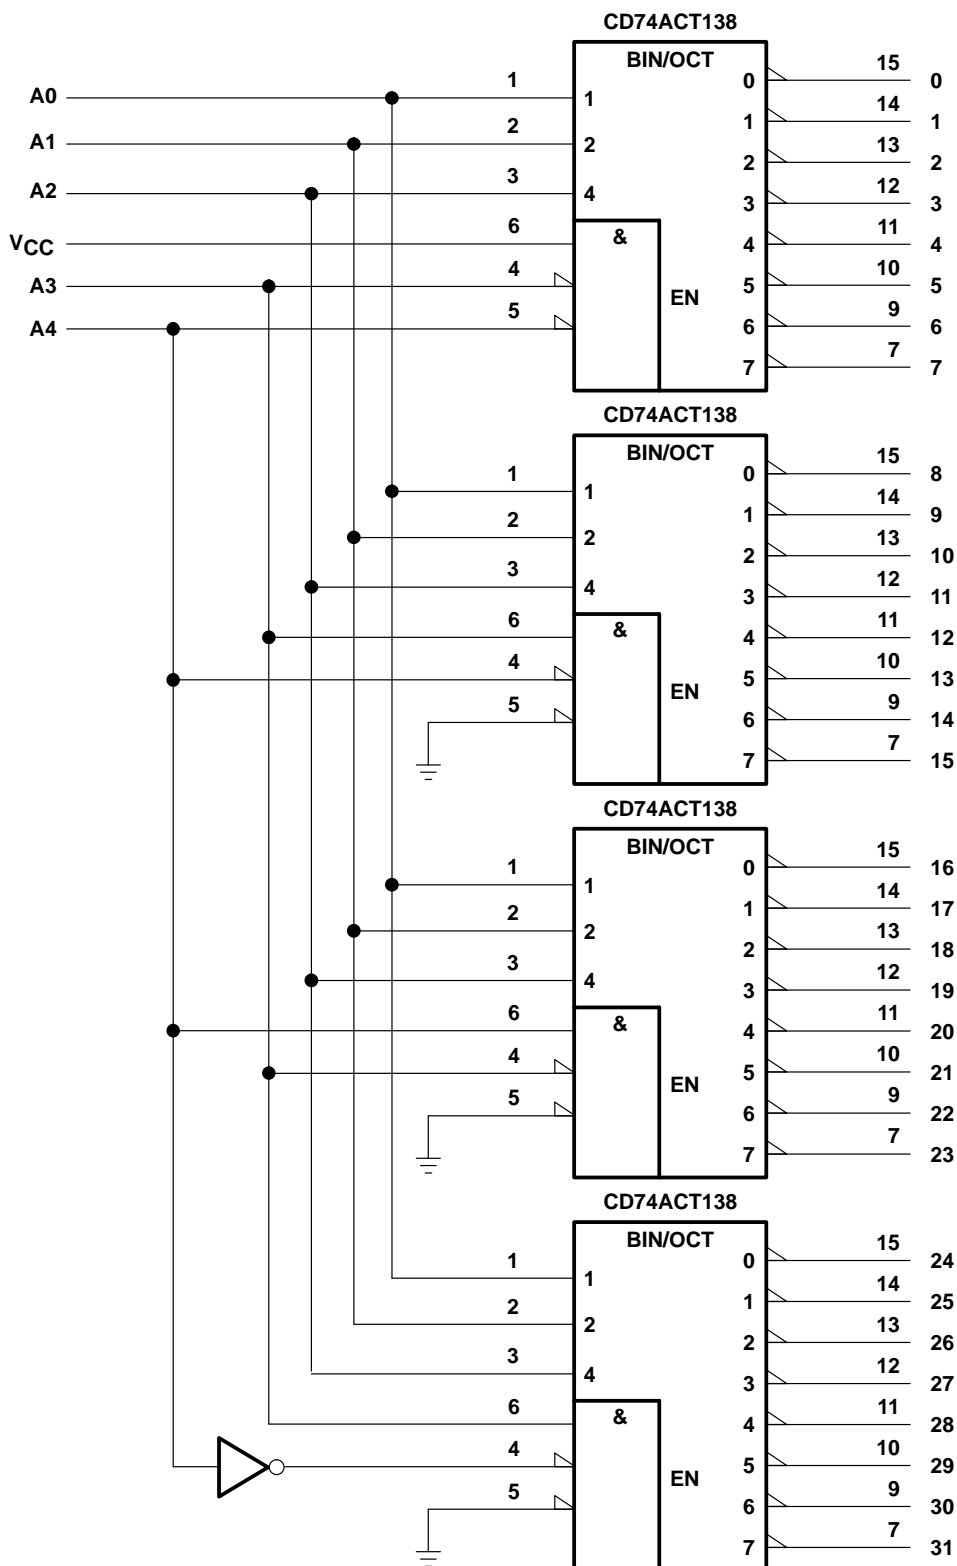 CD74ACT138
BIN/OCT
A0 1 1 0 15 0
1 14 1
A1 2 2 2 13 2
A2 3 4 3 12 3
VCC 6 & 4 11 4
A3 4 5 10 5
EN
A4 5 6 9 6
7 7 7
CD74ACT138
BIN/OCT
1 1 0 15 8
1 14 9
2 2 2 13 10
3 4 3 12 11
6 & 4 11 12
4 5 10 13
EN
5 6 9 14
7 7 15
CD74ACT138
BIN/OCT
1 1 0 15 16
1 14 17
2 2 2 13 18
3 4 3 12 19
6 & 4 11 20
4 5 10 21
EN
5 6 9 22
7 7 23
CD74ACT138
BIN/OCT
1 1 0 15 24
1 14 25
2 2 2 13 26
3 4 3 12 27
6 & 4 11 28
4 5 10 29
EN
5 6 9 30
7 7 31